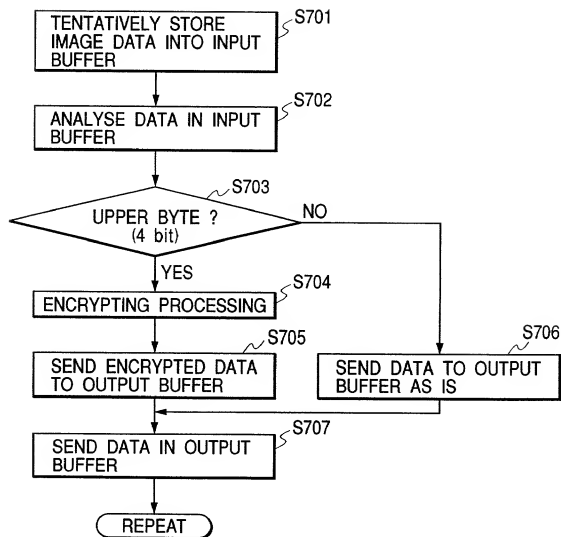 TENTATIVELY STORE
IMAGE DATA INTO INPUT
BUFFER
S701
ANALYSE DATA IN INPUT
BUFFER
S702
UPPER BYTE ?
(4 bit)
S703
NO
YES
ENCRYPTING PROCESSING
S704
SEND ENCRYPTED DATA
TO OUTPUT BUFFER
S705
SEND DATA TO OUTPUT
BUFFER AS IS
S706
SEND DATA IN OUTPUT
BUFFER
S707
REPEAT